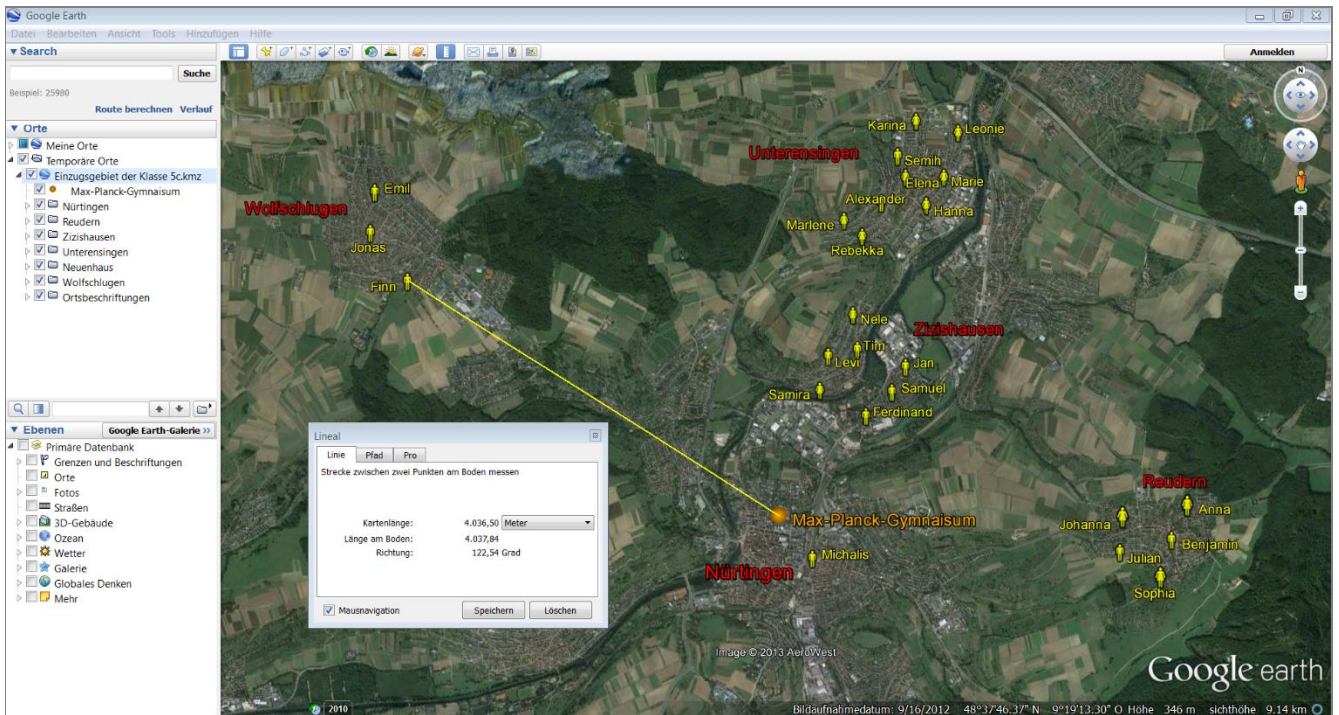 Google Earth
Datei Bearbeiten Ansicht Tools Hinzufügen Hilfe
Search
Suche
Beispiel: 25980
Route berechnen Verlauf
Orte
Meine Orte
Temporäre Orte
Einzugsgebiet der Klasse 5c.kmz
Max-Planck-Gymnaisum
Nürtingen
Reudern
Zizishausen
Unterensingen
Neuenhaus
Wolfschlugen
Ortsbeschriftungen
Ebenen
Google Earth-Galerie »
Primäre Datenbank
Grenzen und Beschriftungen
Orte
Fotos
Straßen
3D-Gebäude
Ozean
Wetter
Galerie
Globales Denken
Mehr
Anmelden
N
Karina
Leonie
Unterensingen
Semih
Elena
Marie
Emil
Alexander
Hanna
Wolfschlugen
Marlene
Jonas
Rebekka
Finn
Nele
Zizishausen
Tim
Levi
Jan
Samira
Samuel
Ferdinand
Lineal
Linie Pfad Pro
Strecke zwischen zwei Punkten am Boden messen
Kartenlänge: 4.036,50 Meter
Länge am Boden: 4.037,84
Richtung: 122,54 Grad
Mausnavigation Speichern Löschen
Reudern
Anna
Max-Planck-Gymnaisum
Johanna
Benjamin
Michalis
Julian
Nürtingen
Sophia
Image © 2013 AeroWest
Google earth
2010
Bildaufnahmedatum: 9/16/2012 48°37'46.37" N 9°19'13.30" O Höhe 346 m sichthöhe 9.14 km